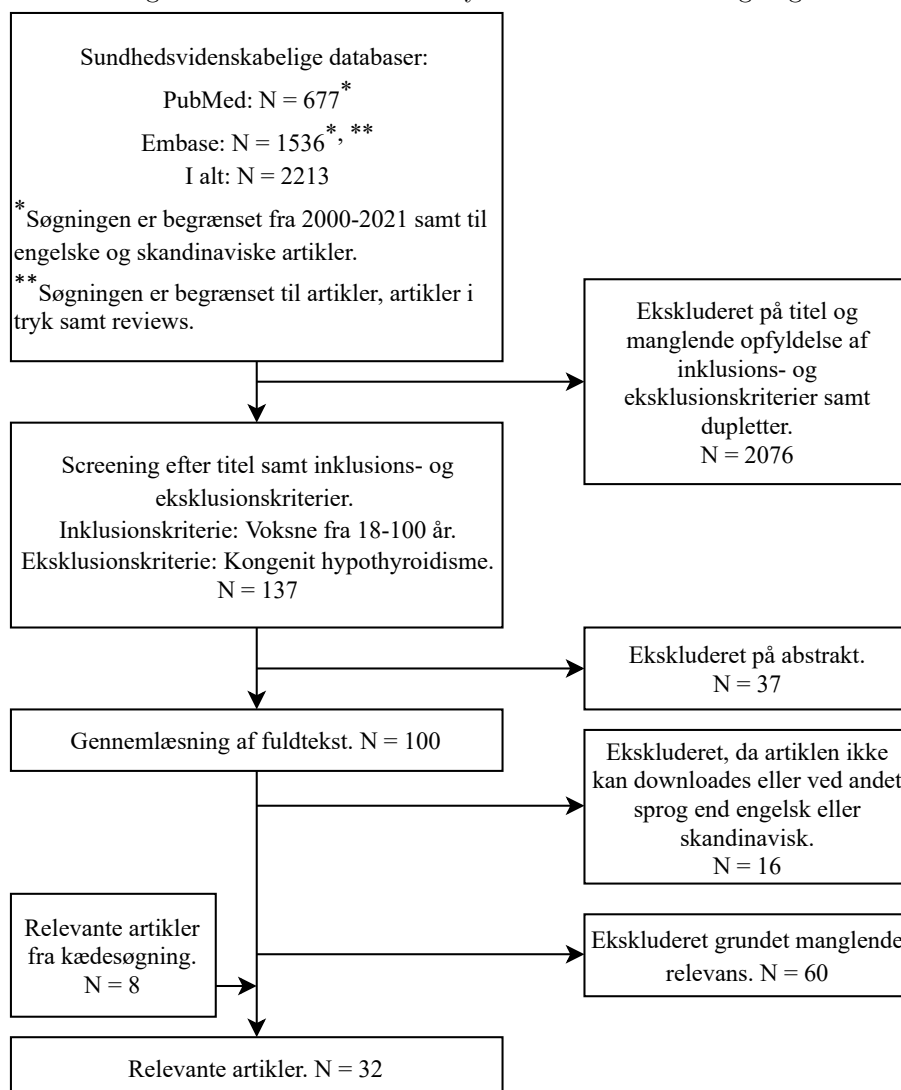 Sundhedsvidenskabelige databaser:
PubMed: N = 677*
Embase: N = 1536*, **
I alt: N = 2213
*Søgningen er begrænset fra 2000-2021 samt til
engelske og skandinaviske artikler.
**Søgningen er begrænset til artikler, artikler i
tryk samt reviews.
Ekskluderet på titel og
manglende opfyldelse af
inklusions- og
eksklusionskriterier samt
dupletter.
N = 2076
Screening efter titel samt inklusions- og
eksklusionskriterier.
Inklusionskriterie: Voksne fra 18-100 år.
Eksklusionskriterie: Kongenit hypothyroidisme.
N = 137
Ekskluderet på abstrakt.
N = 37
Gennemlæsning af fuldtekst. N = 100
Ekskluderet, da artiklen ikke
kan downloades eller ved andet
sprog end engelsk eller
skandinavisk.
N = 16
Relevante artikler
fra kædesøgning.
N = 8
Ekskluderet grundet manglende
relevans. N = 60
Relevante artikler. N = 32